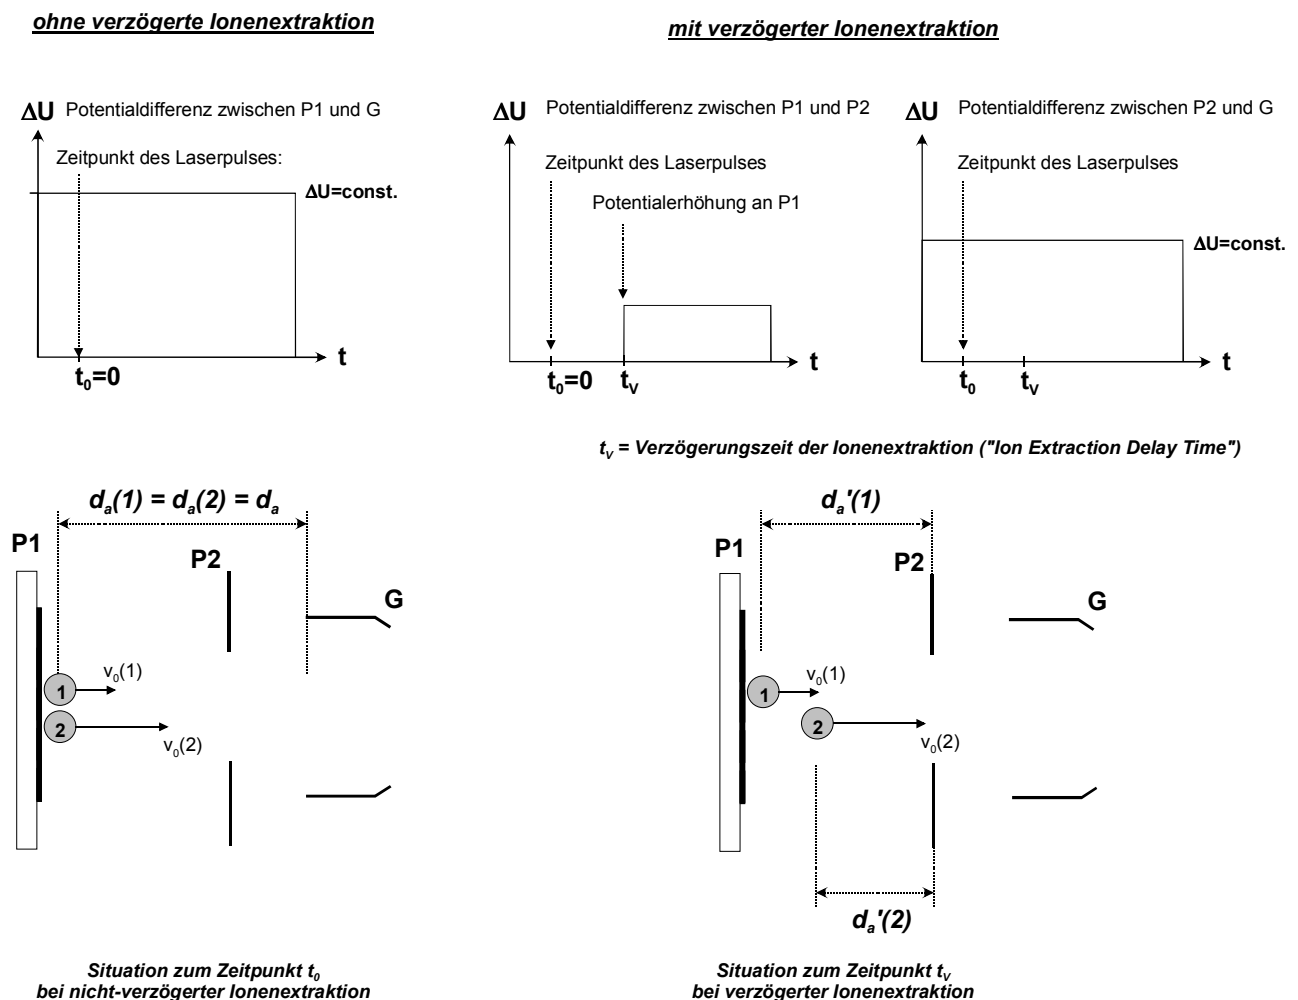 ohne verzögerte Ionenextraktion
mit verzögerter Ionenextraktion
ΔU Potentialdifferenz zwischen P1 und G
Zeitpunkt des Laserpulses:
ΔU=const.
t
t₀=0
ΔU Potentialdifferenz zwischen P1 und P2
Zeitpunkt des Laserpulses
Potentialerhöhung an P1
t
t₀=0
tᵥ
ΔU Potentialdifferenz zwischen P2 und G
Zeitpunkt des Laserpulses
ΔU=const.
t
t₀
tᵥ
tᵥ = Verzögerungszeit der Ionenextraktion ("Ion Extraction Delay Time")
dₐ(1) = dₐ(2) = dₐ
P1
P2
G
v₀(1)
1
2
v₀(2)
Situation zum Zeitpunkt t₀
bei nicht-verzögerter Ionenextraktion
dₐ'(1)
P1
P2
G
v₀(1)
1
2
v₀(2)
dₐ'(2)
Situation zum Zeitpunkt tᵥ
bei verzögerter Ionenextraktion